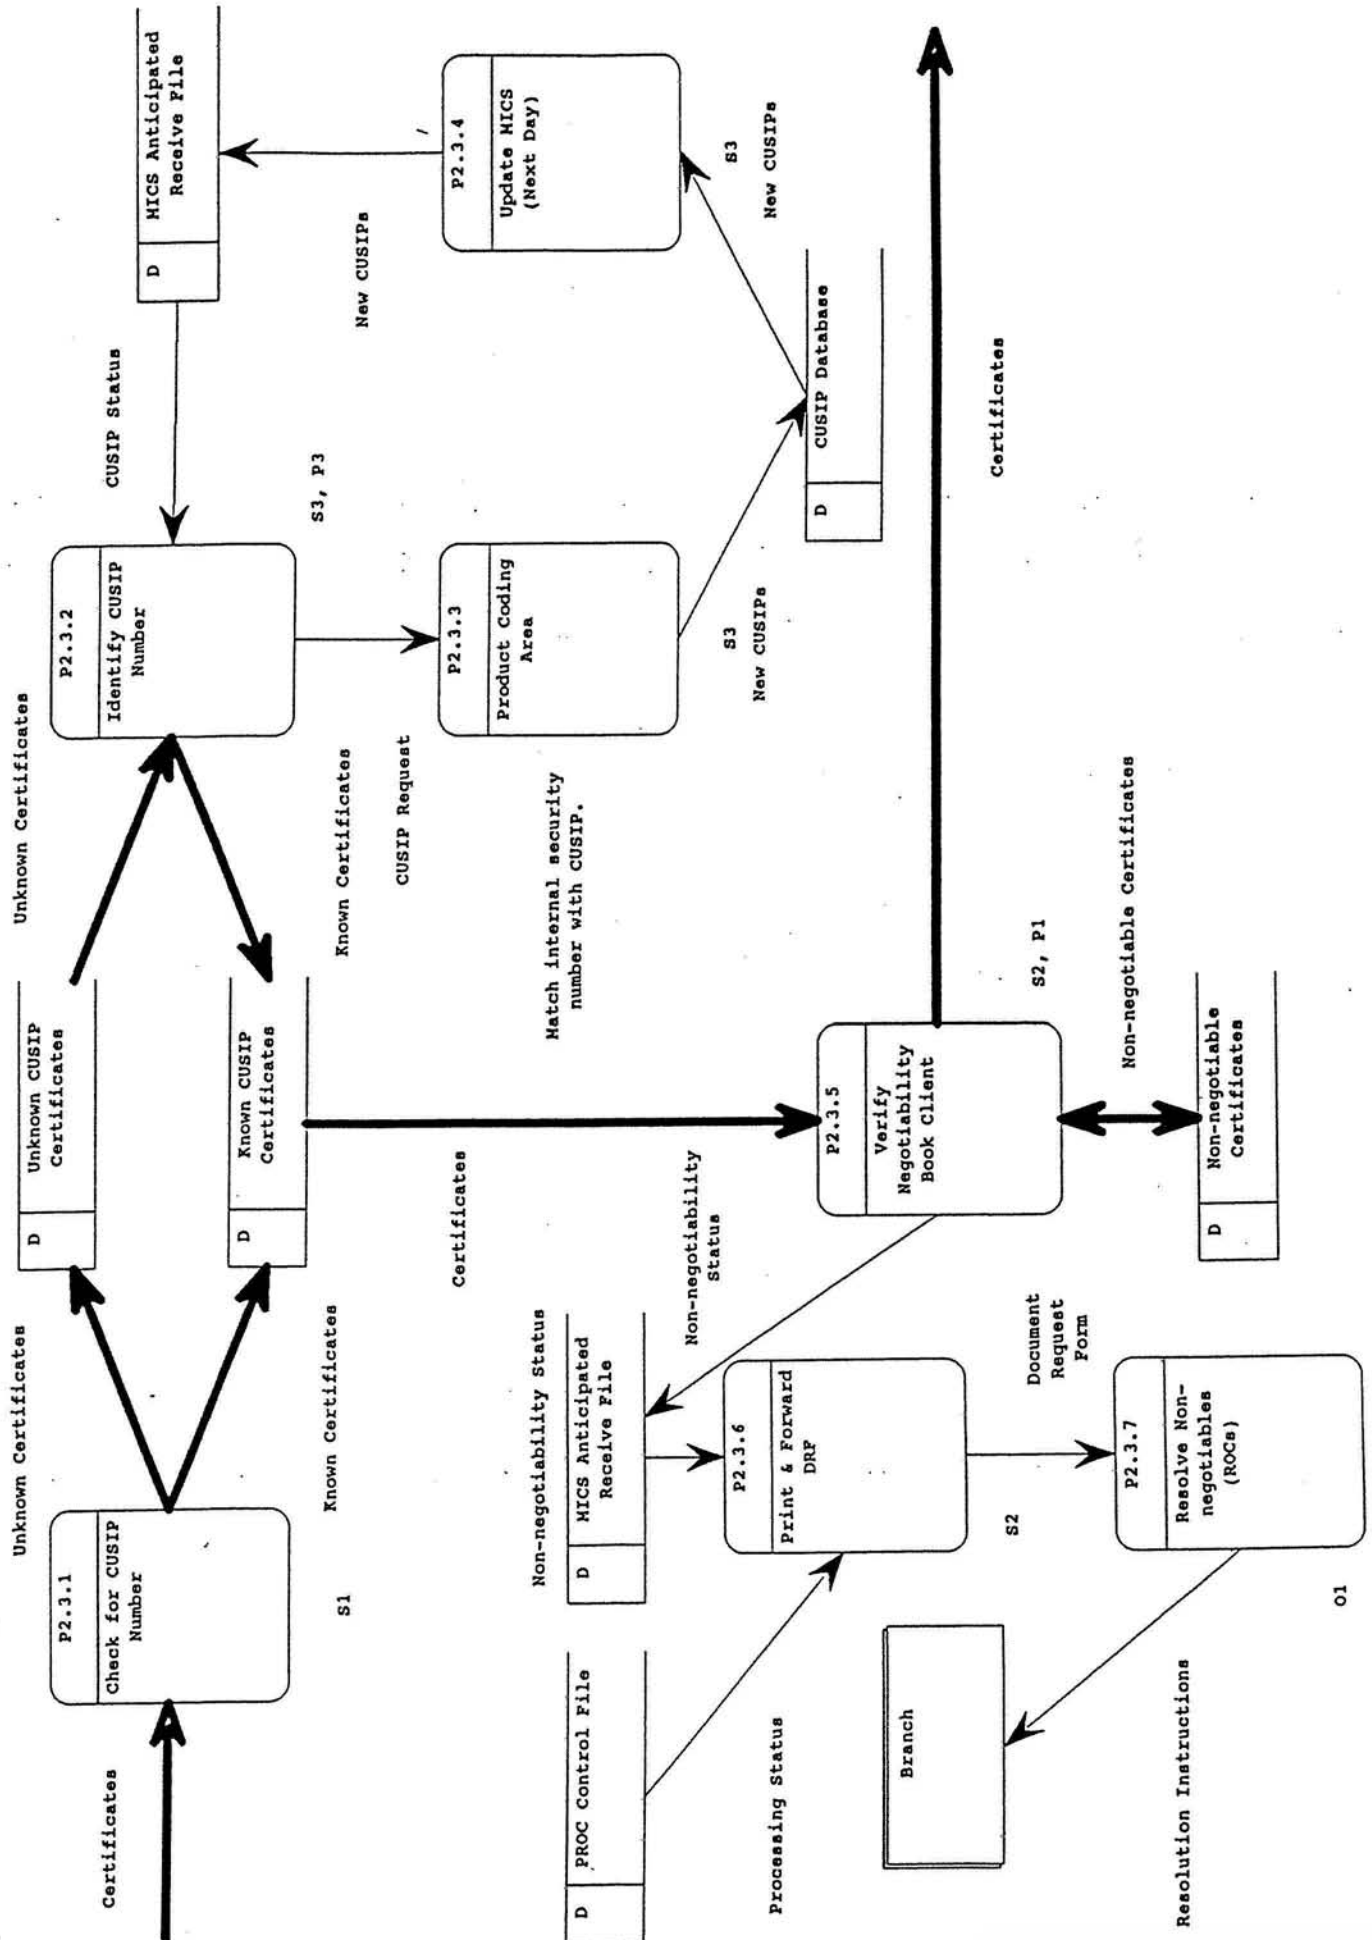 Certificates
P2.3.1
Check for CUSIP
Number
S1
Unknown Certificates
Known Certificates
D
Unknown CUSIP
Certificates
D
Known CUSIP
Certificates
Unknown Certificates
Known Certificates
P2.3.2
Identify CUSIP
Number
S3, P3
CUSIP Status
D
MICS Anticipated
Receive File
CUSIP Request
Match internal security
number with CUSIP.
P2.3.3
Product Coding
Area
S3
New CUSIPs
D
CUSIP Database
S3
New CUSIPs
P2.3.4
Update MICS
(Next Day)
New CUSIPs
Certificates
P2.3.5
Verify
Negotiability
Book Client
S2, P1
Certificates
Non-negotiable Certificates
D
Non-negotiable
Certificates
Non-negotiability
Status
Non-negotiability Status
D
MICS Anticipated
Receive File
D
PROC Control File
Processing Status
P2.3.6
Print & Forward
DRF
S2
Document
Request
Form
P2.3.7
Resolve Non-
negotiables
(ROCs)
O1
Branch
Resolution Instructions